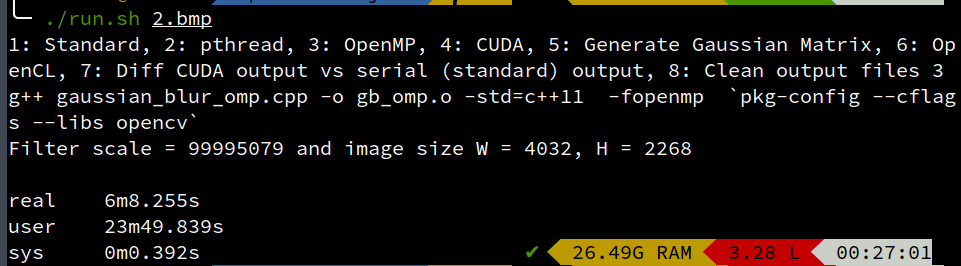 ./run.sh 2.bmp
1: Standard, 2: pthread, 3: OpenMP, 4: CUDA, 5: Generate Gaussian Matrix, 6: Op
enCL, 7: Diff CUDA output vs serial (standard) output, 8: Clean output files 3
g++ gaussian_blur_omp.cpp -o gb_omp.o -std=c++11  -fopenmp  `pkg-config --cflag
s --libs opencv`
Filter scale = 99995079 and image size W = 4032, H = 2268
real    6m8.255s
user    23m49.839s
sys     0m0.392s
✔ 26.49G RAM 3.28 L 00:27:01